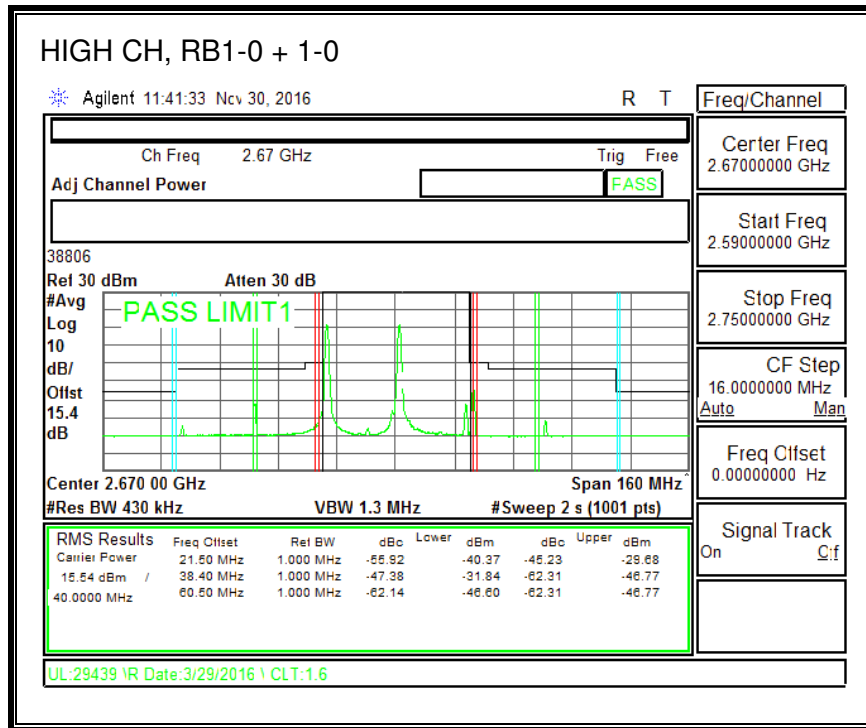 HIGH CH, RB1-0 + 1-0
Agilent 11:41:33 Nov 30, 2016 R T
Freq/Channel
Ch Freq 2.67 GHz Trig Free
Adj Channel Power PASS
Center Freq
2.67000000 GHz
Start Freq
2.59000000 GHz
Stop Freq
2.75000000 GHz
CF Step
16.0000000 MHz
Auto Man
Freq Offset
0.00000000 Hz
Signal Track
On Off
38806
Ref 30 dBm Atten 30 dB
#Avg
Log
10
dB/
Offst
15.4
dB
PASS LIMIT1
Center 2.670 00 GHz Span 160 MHz
#Res BW 430 kHz VBW 1.3 MHz #Sweep 2 s (1001 pts)
RMS Results Freq Offset Ref BW dBc Lower dBm dBc Upper dBm
Carrier Power 21.50 MHz 1.000 MHz -55.92 -40.37 -45.23 -29.68
15.54 dBm / 38.40 MHz 1.000 MHz -47.38 -31.84 -62.31 -46.77
40.0000 MHz 60.50 MHz 1.000 MHz -62.14 -46.60 -62.31 -46.77
UL:29439 \R Date:3/29/2016 \ CLT:1.6